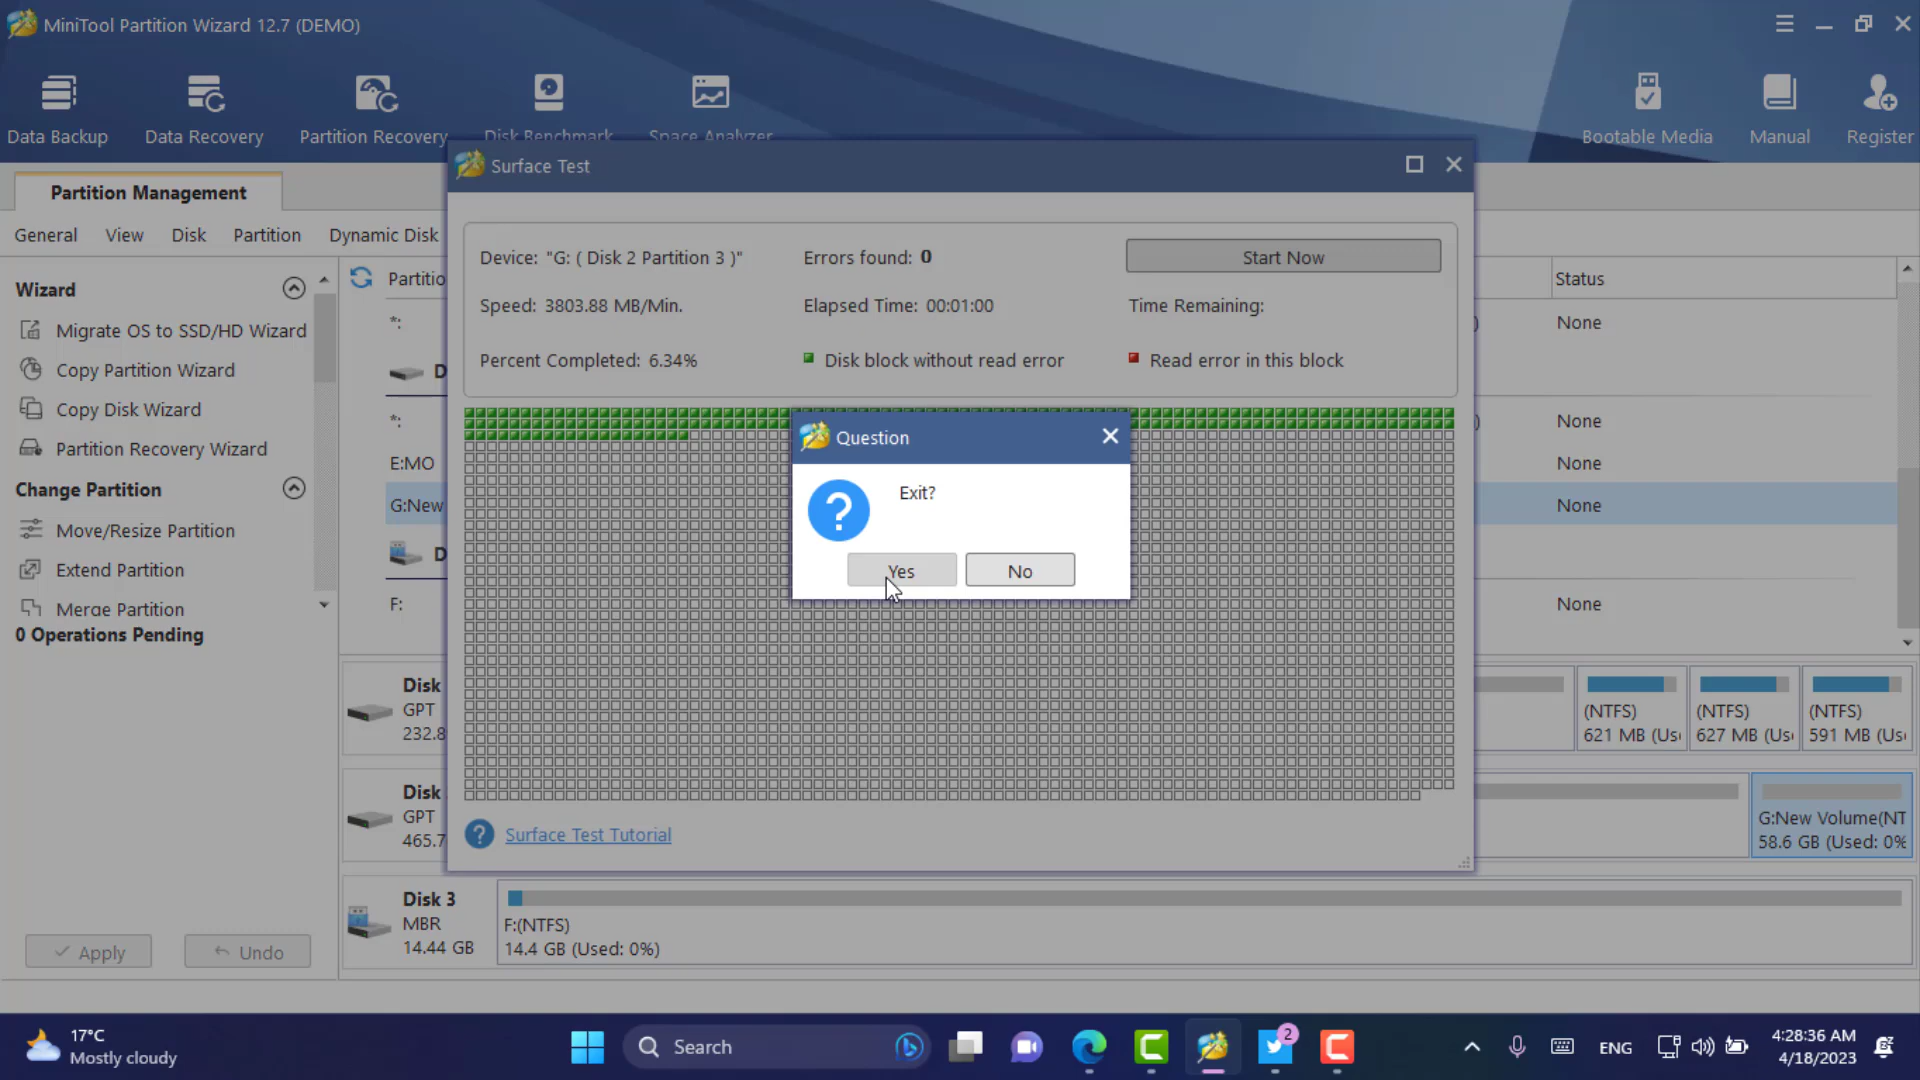 MiniTool Partition Wizard 12.7 (DEMO)
Data Backup
Data Recovery
Partition Recovery
Disk Benchmark
Space Analyzer
Bootable Media
Manual
Register
Partition Management
General View Disk Partition Dynamic Disk
Wizard
Migrate OS to SSD/HD Wizard
Copy Partition Wizard
Copy Disk Wizard
Partition Recovery Wizard
Change Partition
Move/Resize Partition
Extend Partition
Merge Partition
0 Operations Pending
Apply
Undo
Partitio
*:
D
*:
E:MO
G:New
D
F:
Status
None
None
None
None
None
Surface Test
Device: "G: ( Disk 2 Partition 3 )"
Errors found: 0
Start Now
Speed: 3803.88 MB/Min.
Elapsed Time: 00:01:00
Time Remaining:
Percent Completed: 6.34%
Disk block without read error
Read error in this block
Question
Exit?
Yes
No
Surface Test Tutorial
Disk
GPT
232.8
(NTFS)
621 MB (Use
(NTFS)
627 MB (Use
(NTFS)
591 MB (Use
Disk
GPT
465.7
G:New Volume(NT
58.6 GB (Used: 0%
Disk 3
MBR
14.44 GB
F:(NTFS)
14.4 GB (Used: 0%)
17°C
Mostly cloudy
Search
2
ENG
4:28:36 AM
4/18/2023